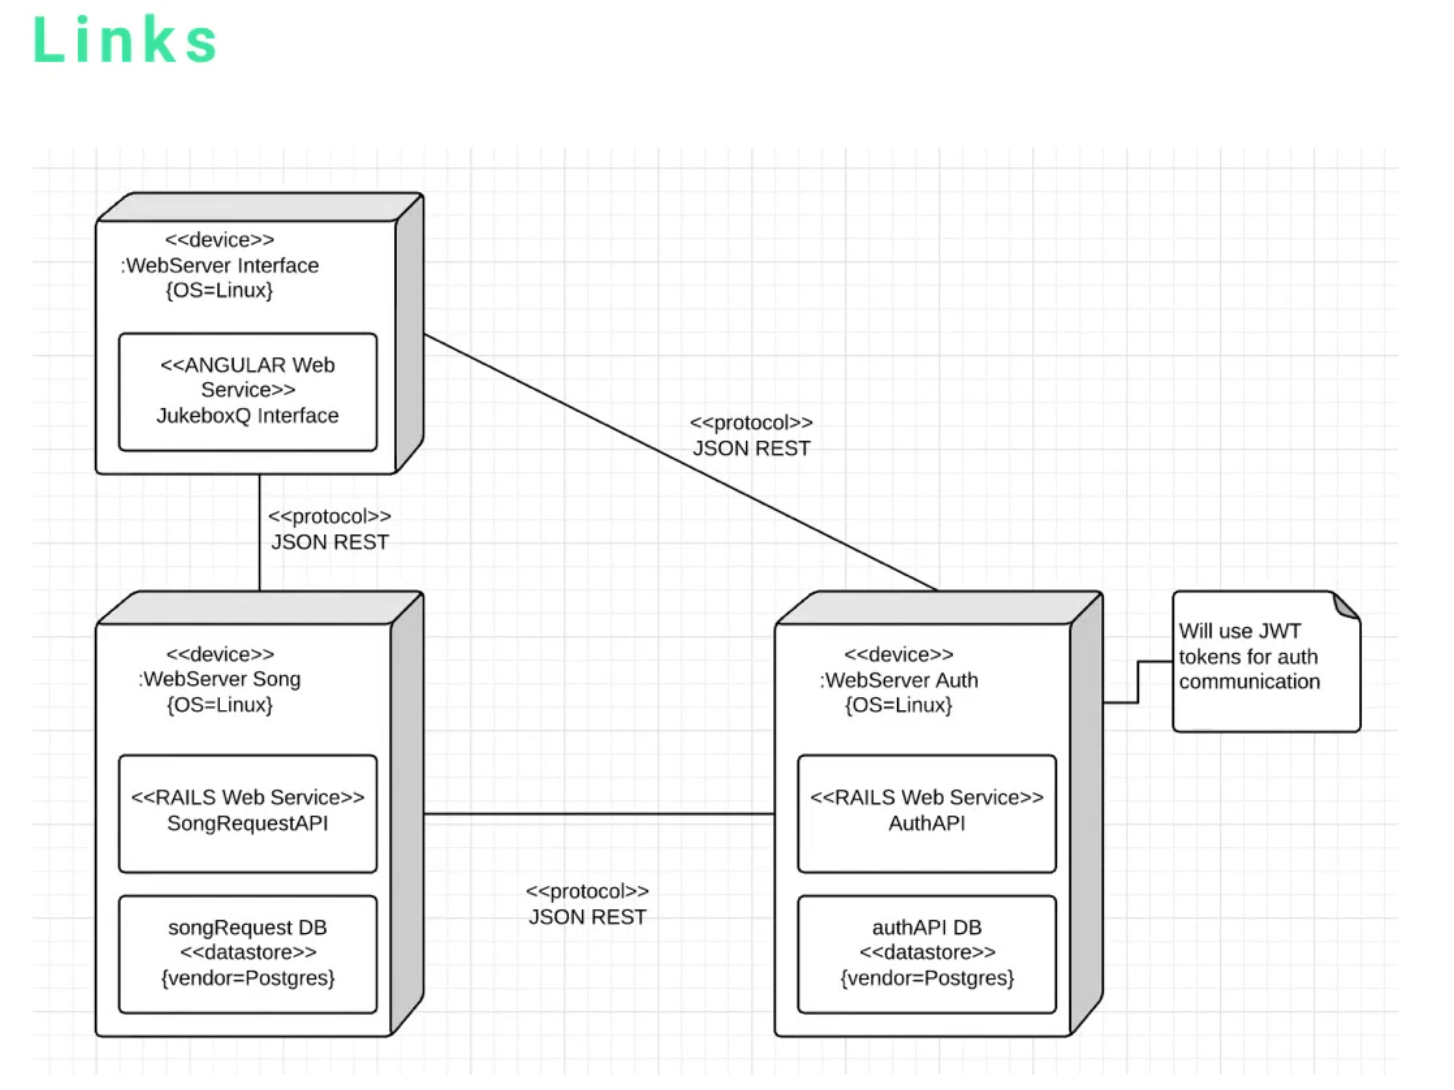 Links
<<device>>
:WebServer Interface
{OS=Linux}
<<ANGULAR Web
Service>>
JukeboxQ Interface
<<protocol>>
JSON REST
<<protocol>>
JSON REST
<<device>>
:WebServer Song
{OS=Linux}
<<RAILS Web Service>>
SongRequestAPI
songRequest DB
<<datastore>>
{vendor=Postgres}
<<protocol>>
JSON REST
<<device>>
:WebServer Auth
{OS=Linux}
<<RAILS Web Service>>
AuthAPI
authAPI DB
<<datastore>>
{vendor=Postgres}
Will use JWT
tokens for auth
communication